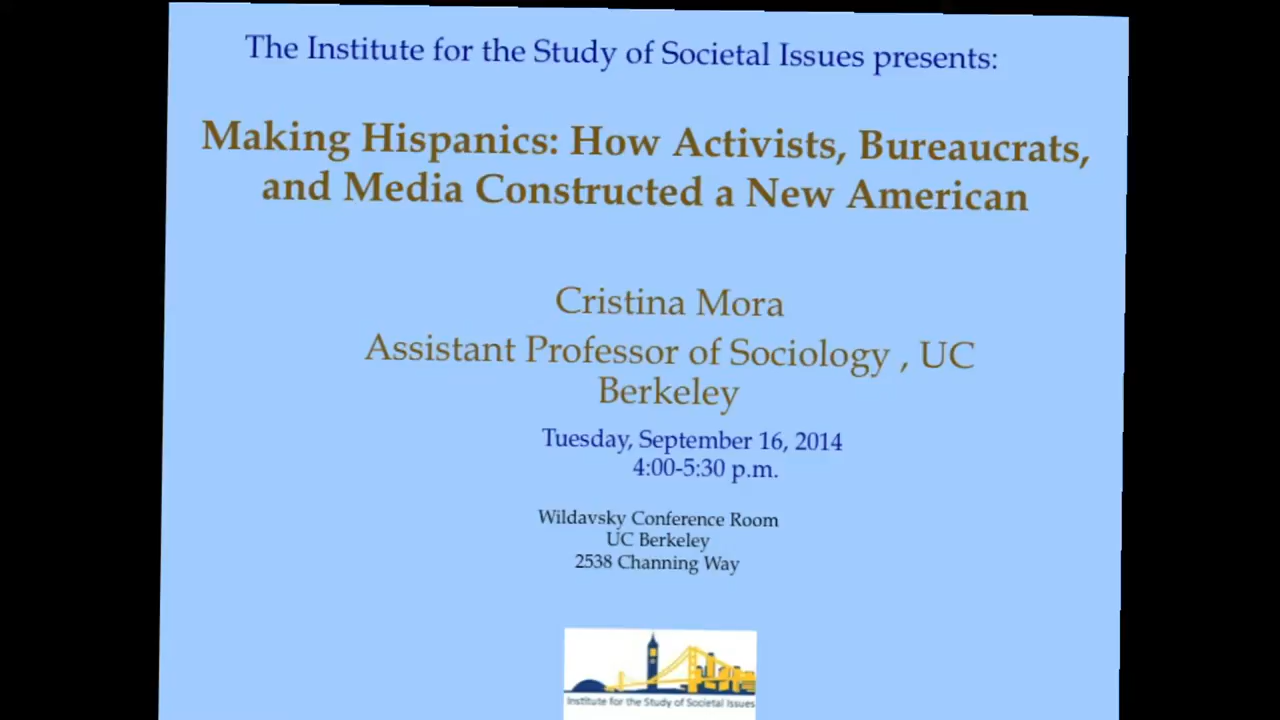 The Institute for the Study of Societal Issues presents:
Making Hispanics: How Activists, Bureaucrats,
and Media Constructed a New American
Cristina Mora
Assistant Professor of Sociology , UC
Berkeley
Tuesday, September 16, 2014
4:00-5:30 p.m.
Wildavsky Conference Room
UC Berkeley
2538 Channing Way
Institute for the Study of Societal Issues